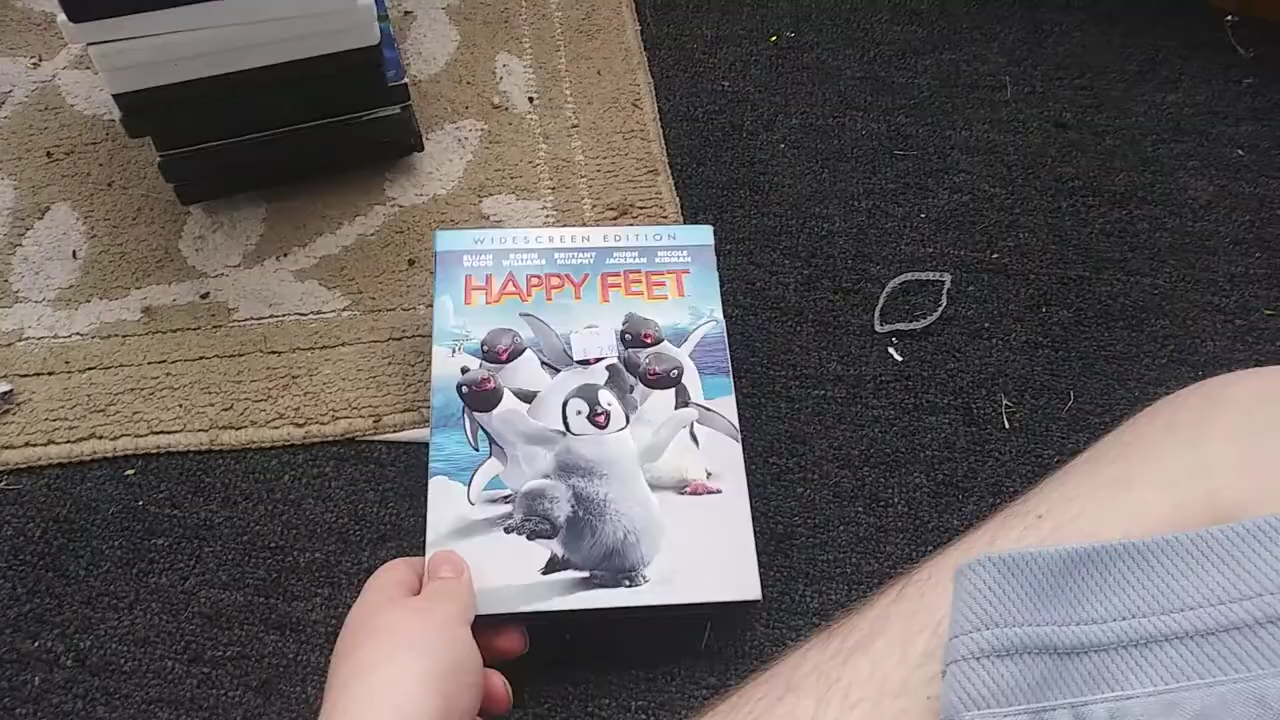 WIDESCREEN EDITION
ELIJAH WOOD ROBIN WILLIAMS BRITTANY MURPHY HUGH JACKMAN NICOLE KIDMAN
HAPPY FEET